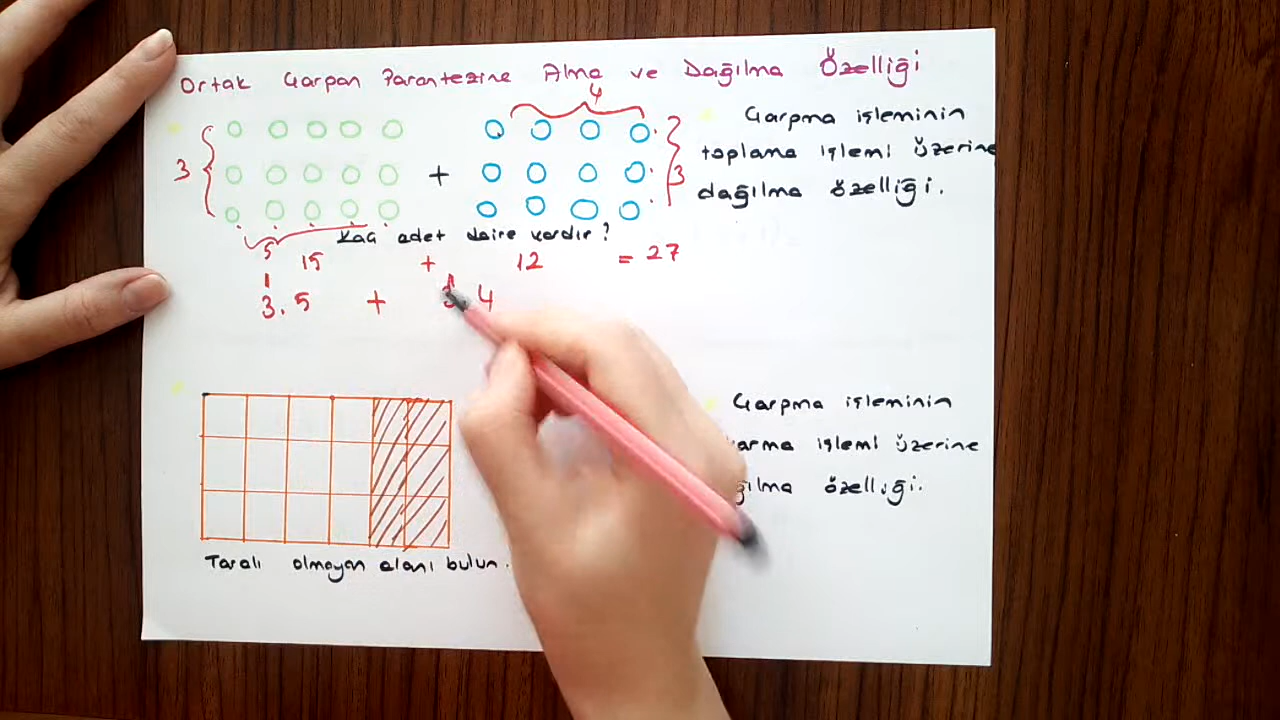 Ortak Çarpan Parantezine Alma ve Dağılma Özelliği
4
3
+
3
Çarpma işleminin
toplama işlemi üzerine
dağılma özelliği.
Kaç adet daire vardır?
5
15 + 12 = 27
3.5 + 4
Çarpma işleminin
işlemi üzerine
özelliği.
Taralı olmayan alanı bulun.